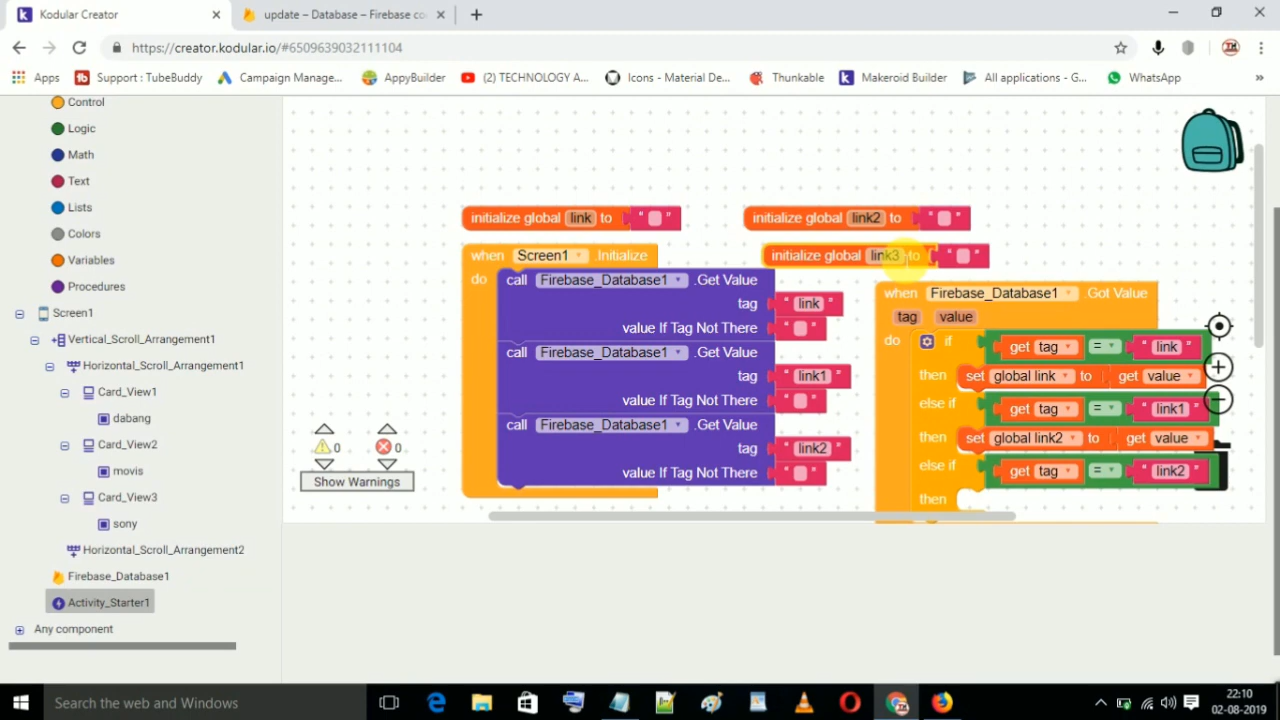 Kodular Creator
update – Database – Firebase co
https://creator.kodular.io/#6509639032111104
Apps
Support : TubeBuddy
Campaign Manage...
AppyBuilder
(2) TECHNOLOGY A...
Icons - Material De...
Thunkable
Makeroid Builder
All applications - G...
WhatsApp
»
Control
Logic
Math
Text
Lists
Colors
Variables
Procedures
Screen1
Vertical_Scroll_Arrangement1
Horizontal_Scroll_Arrangement1
Card_View1
dabang
Card_View2
movis
Card_View3
sony
Horizontal_Scroll_Arrangement2
Firebase_Database1
Activity_Starter1
Any component
initialize global link to " "
initialize global link2 to " "
initialize global link3 to " "
when Screen1 .Initialize
do call Firebase_Database1 .Get Value
tag " link "
value If Tag Not There " "
call Firebase_Database1 .Get Value
tag " link1 "
value If Tag Not There " "
call Firebase_Database1 .Get Value
tag " link2 "
value If Tag Not There " "
when Firebase_Database1 .Got Value
tag value
do if get tag = " link "
then set global link to get value
else if get tag = " link1 "
then set global link2 to get value
else if get tag = " link2 "
then
0 0
Show Warnings
Search the web and Windows
22:10
02-08-2019